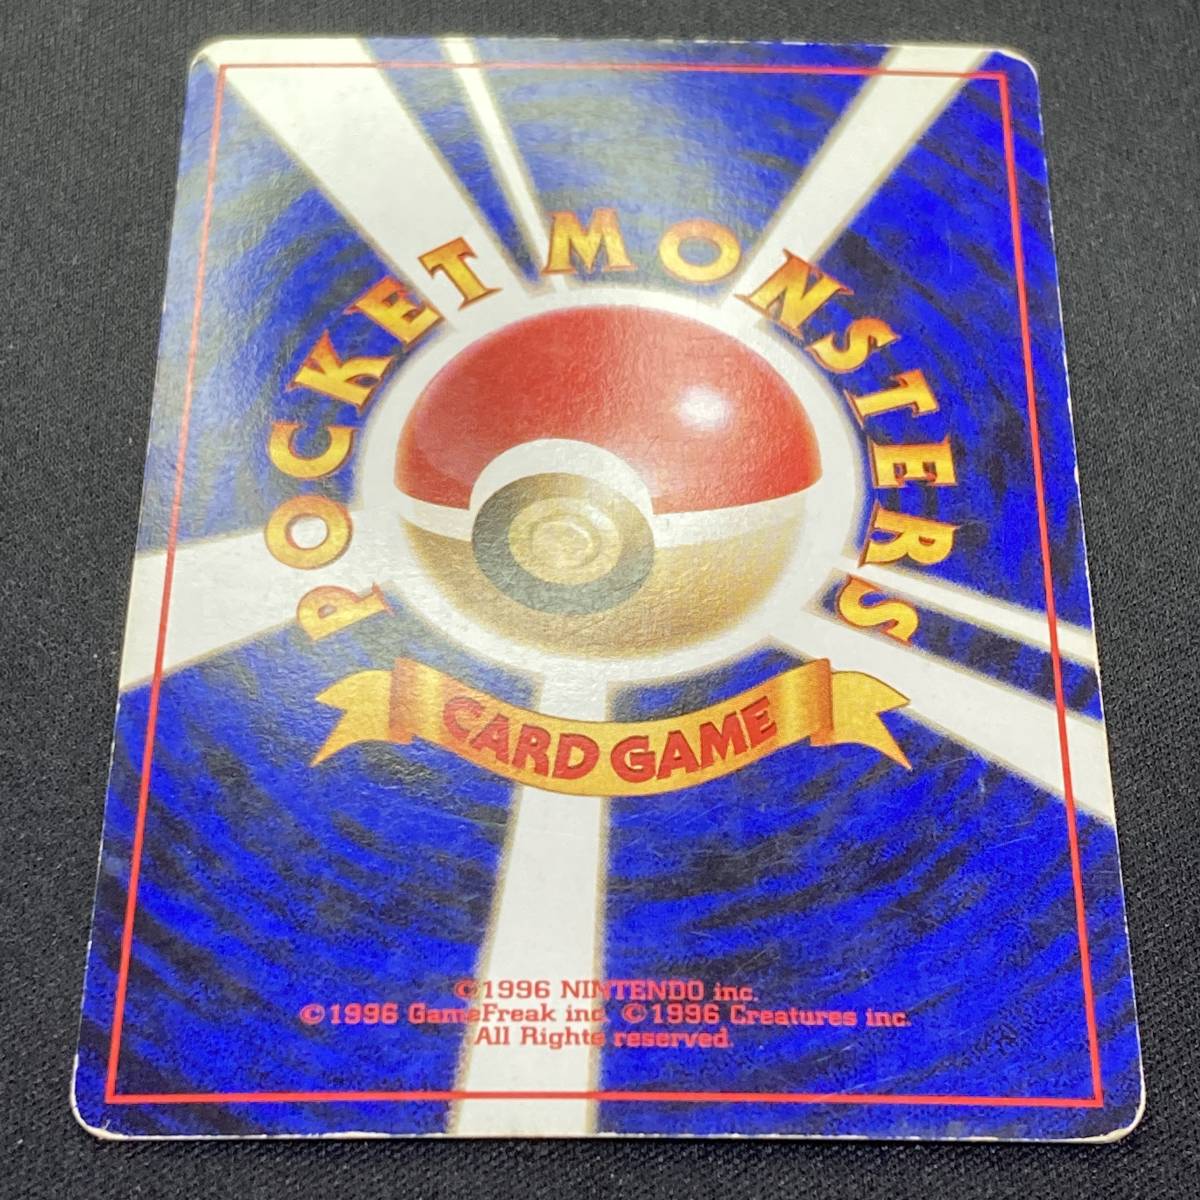 POCKET MONSTERS
CARD GAME
©1996 NINTENDO inc.
©1996 GameFreak inc. ©1996 Creatures inc.
All Rights reserved.